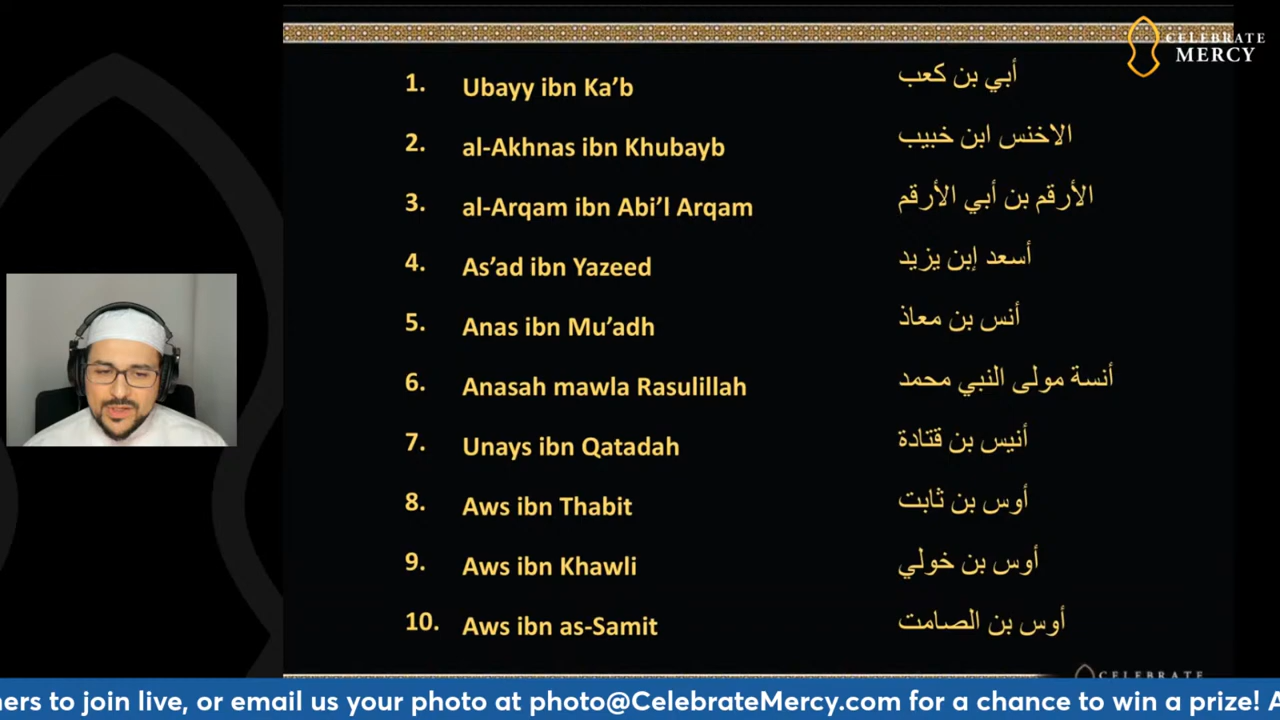 CELEBRATE
MERCY
1. Ubayy ibn Ka’b أبي بن كعب
2. al-Akhnas ibn Khubayb الاخنس ابن خبيب
3. al-Arqam ibn Abi’l Arqam الأرقم بن أبي الأرقم
4. As’ad ibn Yazeed أسعد إبن يزيد
5. Anas ibn Mu’adh أنس بن معاذ
6. Anasah mawla Rasulillah أنسة مولى النبي محمد
7. Unays ibn Qatadah أنيس بن قتادة
8. Aws ibn Thabit أوس بن ثابت
9. Aws ibn Khawli أوس بن خولي
10. Aws ibn as-Samit أوس بن الصامت
CELEBRATE
ners to join live, or email us your photo at photo@CelebrateMercy.com for a chance to win a prize! A